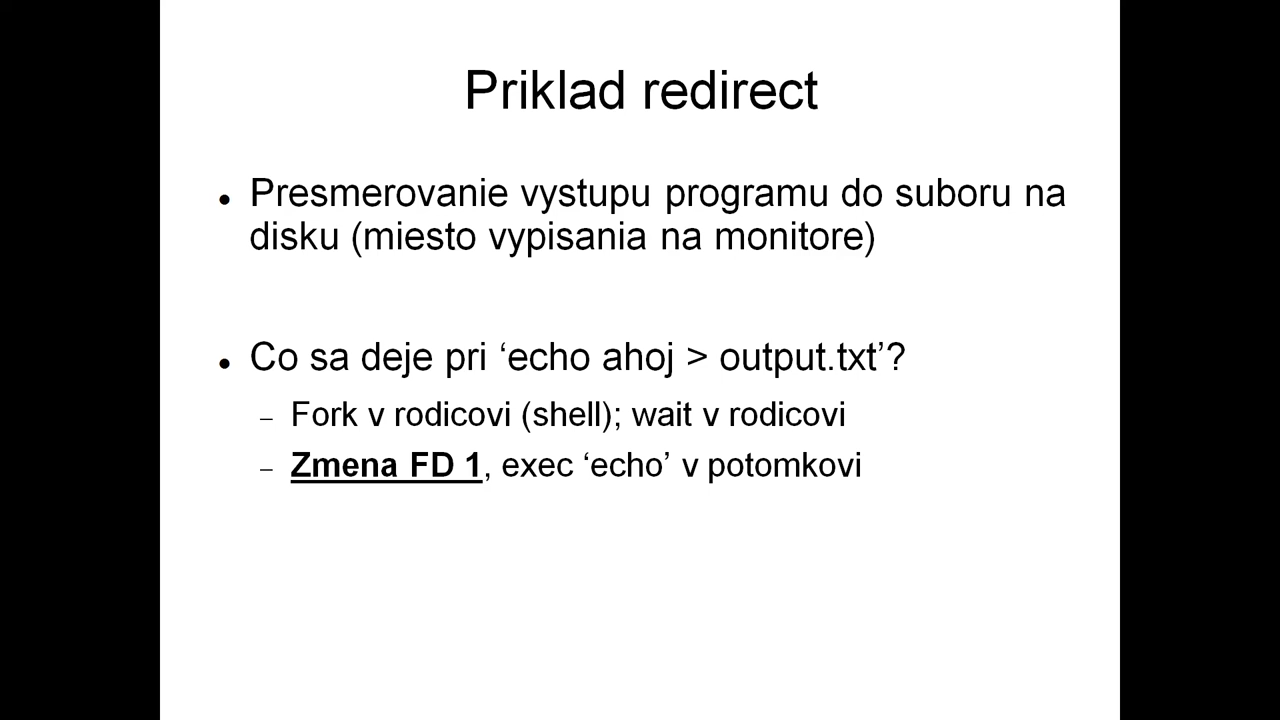 Priklad redirect
• Presmerovanie vystupu programu do suboru na
disku (miesto vypisania na monitore)
• Co sa deje pri ‘echo ahoj > output.txt’?
– Fork v rodicovi (shell); wait v rodicovi
– Zmena FD 1, exec ‘echo’ v potomkovi